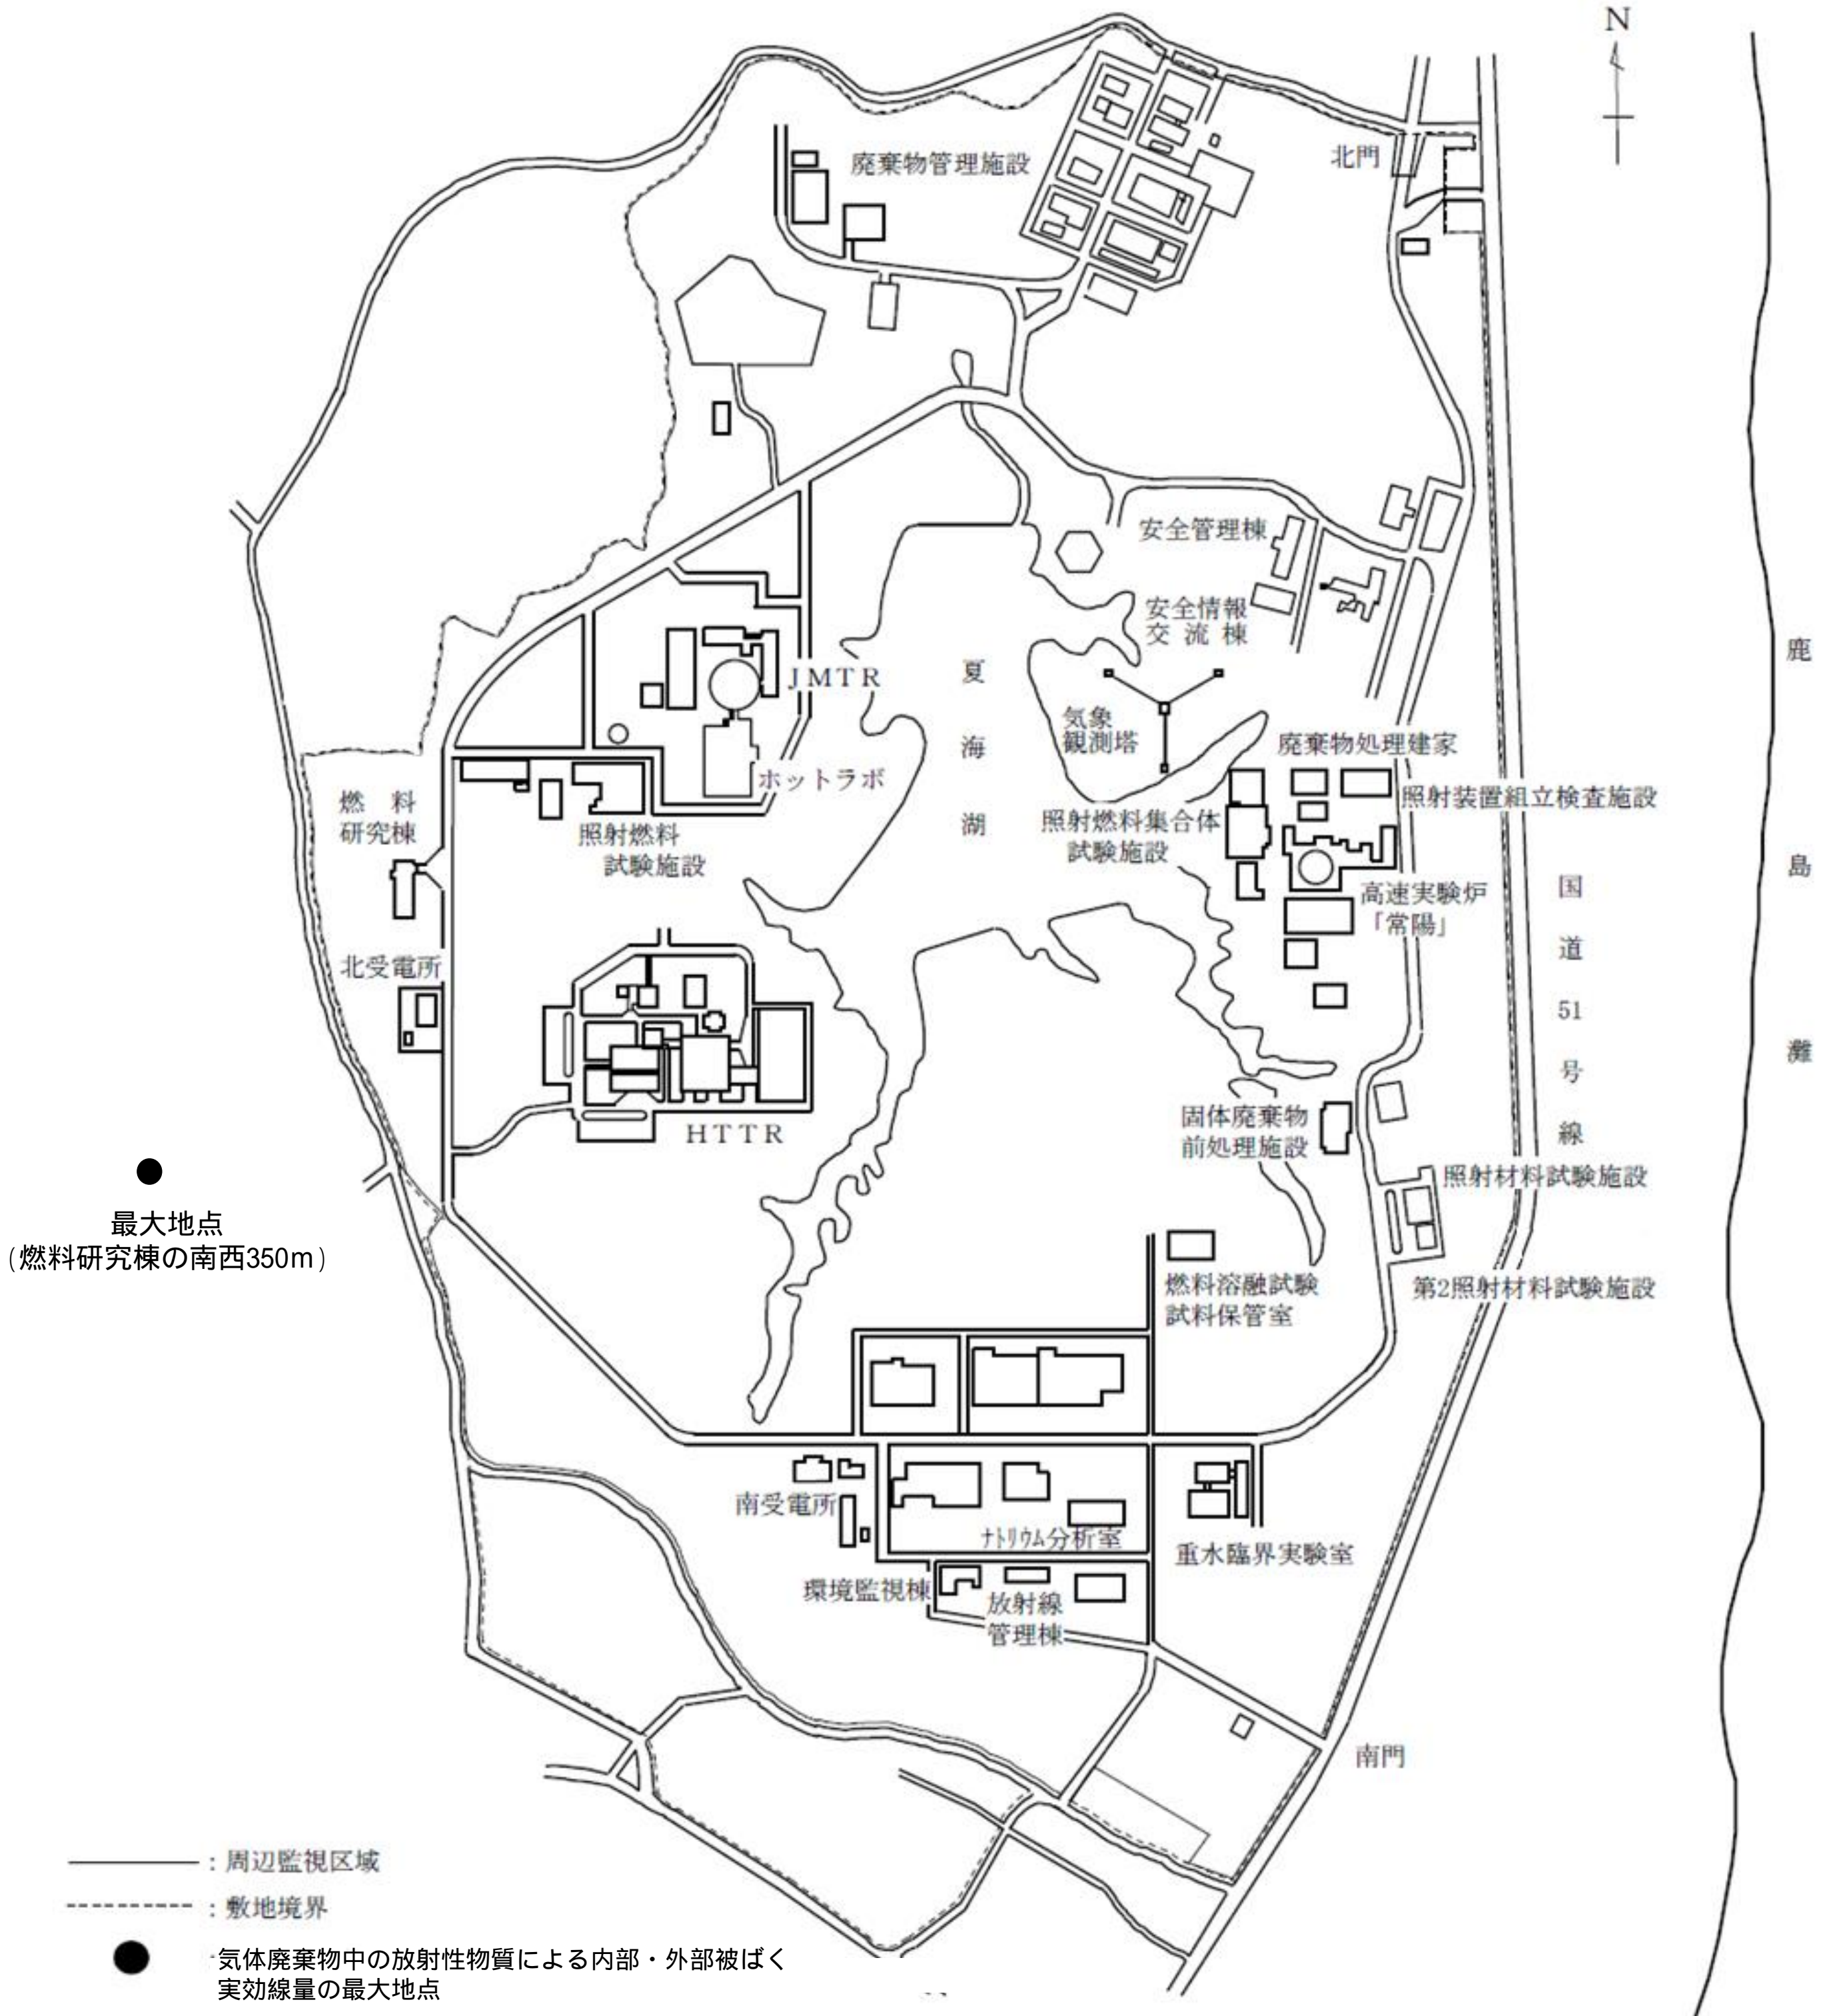 N
北門
廃棄物管理施設
安全管理棟
安全情報
交流棟
JMTR
夏海湖
鹿島灘
気象
観測塔
廃棄物処理建家
ホットラボ
照射装置組立検査施設
燃料
研究棟
照射燃料
試験施設
照射燃料集合体
試験施設
高速実験炉
「常陽」
国道51号線
北受電所
HTTR
固体廃棄物
前処理施設
照射材料試験施設
最大地点
(燃料研究棟の南西350m)
燃料溶融試験
試料保管室
第2照射材料試験施設
南受電所
ナトリウム分析室
重水臨界実験室
環境監視棟
放射線
管理棟
南門
:周辺監視区域
:敷地境界
気体廃棄物中の放射性物質による内部・外部被ばく
実効線量の最大地点